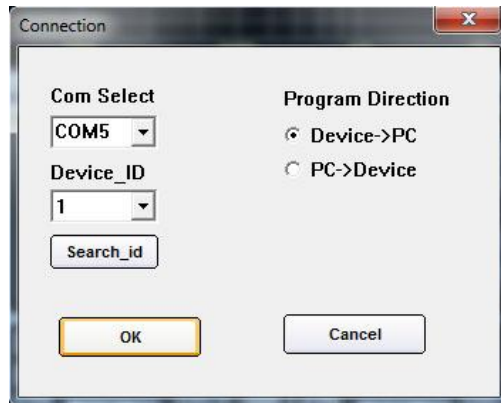 Connection
Com Select
COM5
Device_ID
1
Search_id
Program Direction
Device->PC
PC->Device
OK
Cancel